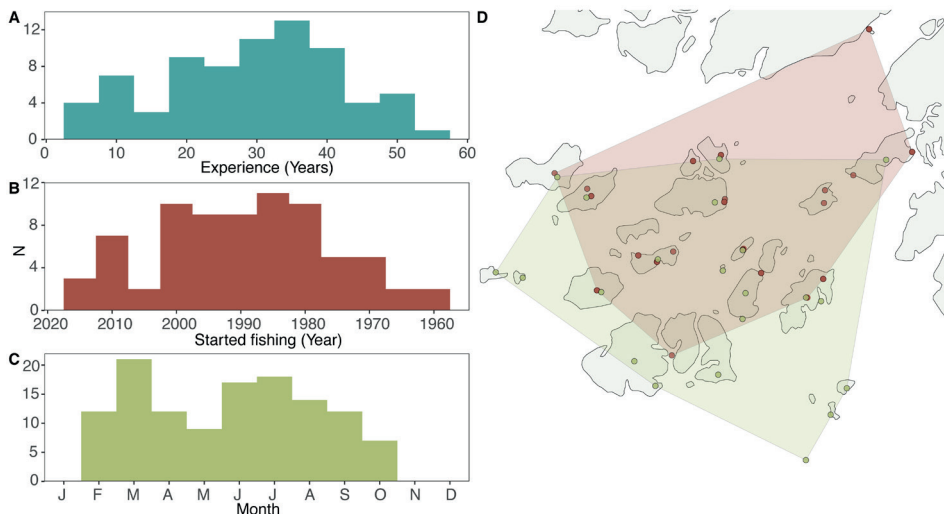 A
12
8
4
0
0 10 20 30 40 50 60
Experience (Years)
B
12
8
4
0
N
2020 2010 2000 1990 1980 1970 1960
Started fishing (Year)
C
20
15
10
5
0
J F M A M J J A S O N D
Month
D